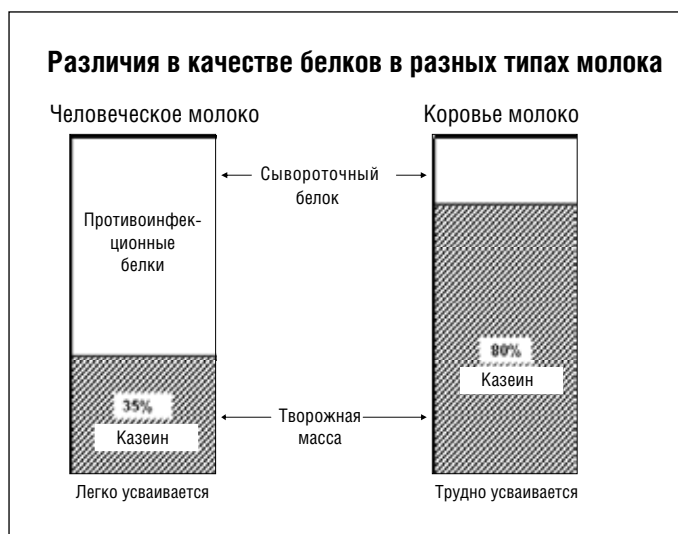 Различия в качестве белков в разных типах молока
Человеческое молоко
Коровье молоко
Сывороточный
белок
Противоинфек-
ционные
белки
35%
Казеин
80%
Казеин
Творожная
масса
Легко усваивается
Трудно усваивается